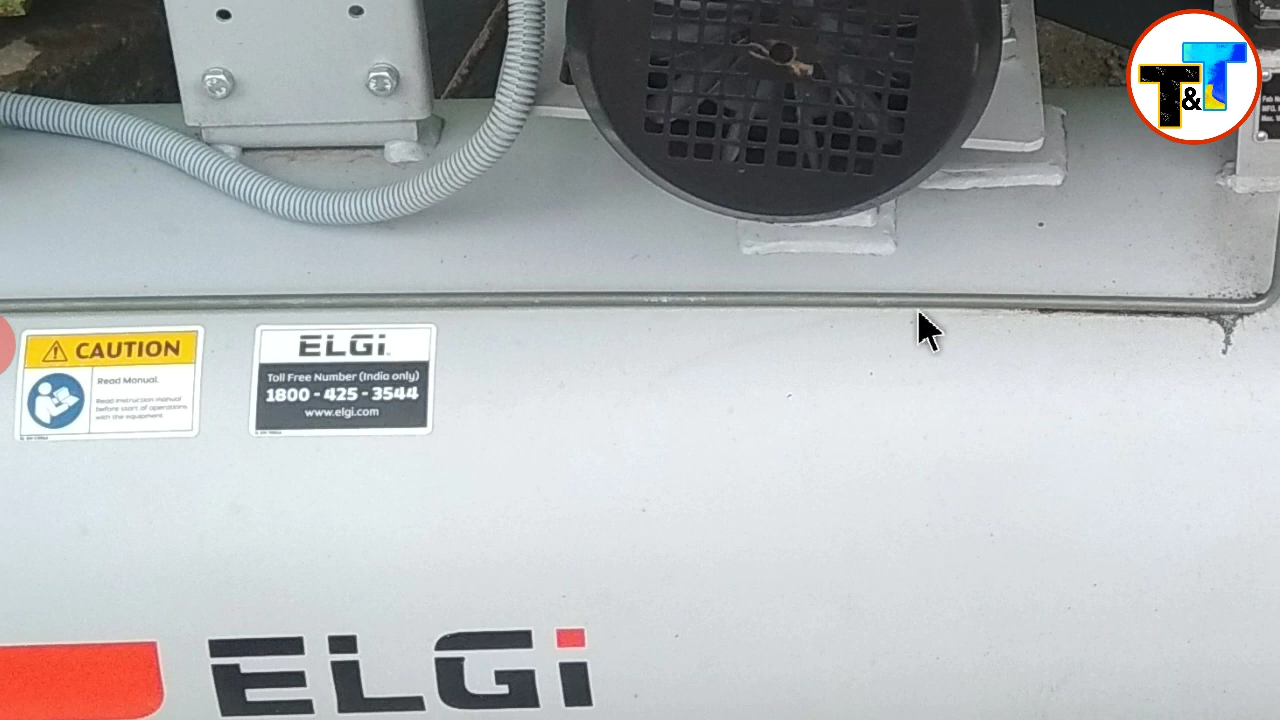 T&T
CAUTION
Read Manual.
Read instruction manual
before start of operations
with the equipment
ELGi
Toll Free Number (India only)
1800 - 425 - 3544
www.elgi.com
ELGi